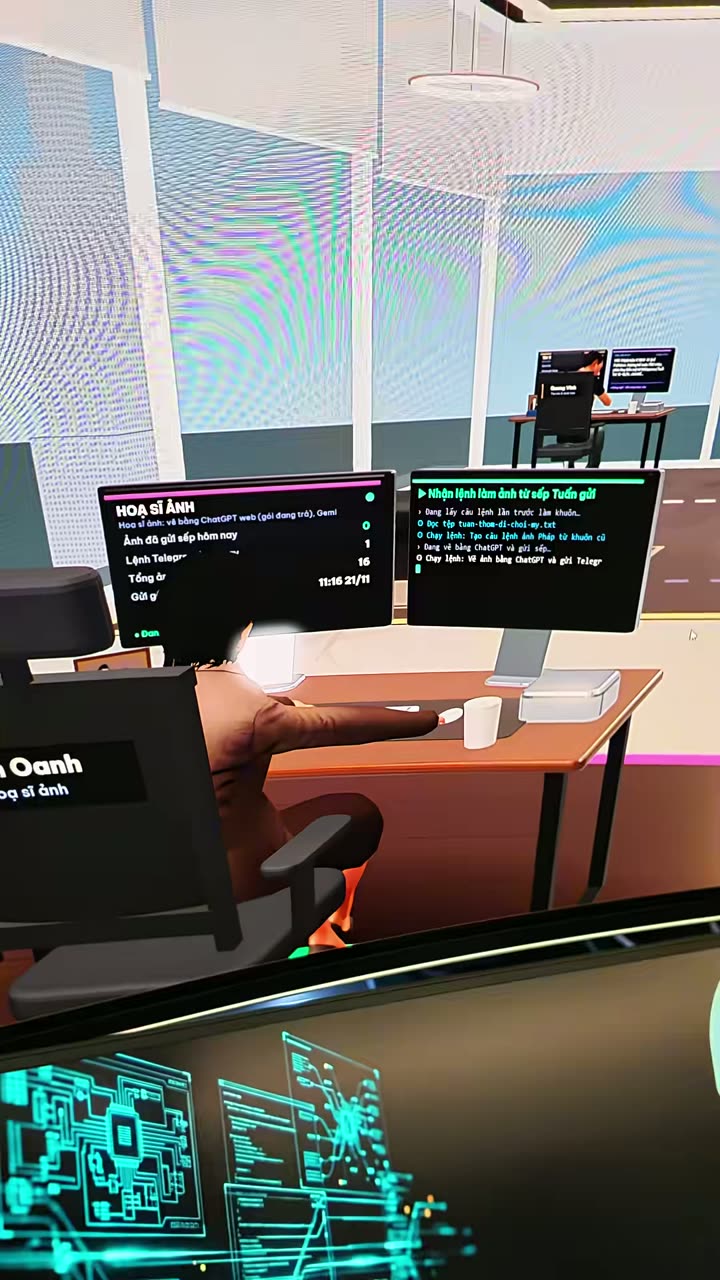 HOẠ SĨ ẢNH
Hoạ sĩ ảnh: vẽ bằng ChatGPT web (gói đang trả), Gemi
Ảnh đã gửi sếp hôm nay
0
Lệnh
1
Tổng
16
Gửi
11:16 21/11
Nhận lệnh làm ảnh từ sếp Tuấn gửi
› Đang lấy câu lệnh lần trước làm khuôn…
O Đọc tệp tuan-thom-di-choi-my.txt
O Chạy lệnh: Tạo câu lệnh ảnh Pháp từ khuôn cũ
› Đang vẽ bằng ChatGPT và gửi sếp…
O Chạy lệnh: Vẽ ảnh bằng ChatGPT và gửi Telegr
Oanh
sĩ ảnh